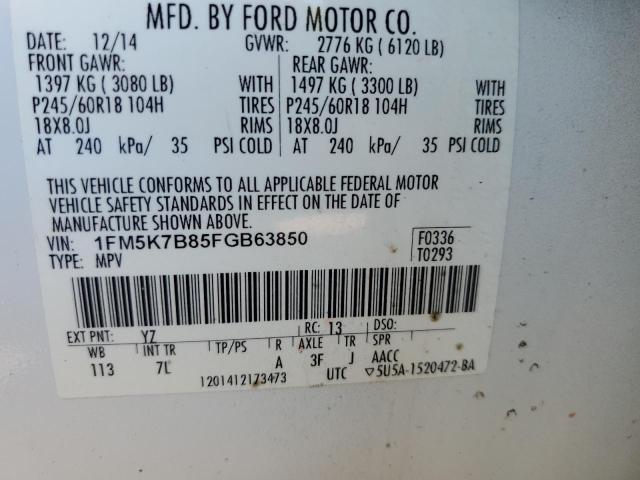 MFD. BY FORD MOTOR CO.
DATE: 12/14 GVWR: 2776 KG ( 6120 LB)
FRONT GAWR: REAR GAWR:
1397 KG ( 3080 LB) WITH 1497 KG ( 3300 LB) WITH
P245/60R18 104H TIRES P245/60R18 104H TIRES
18X8.0J RIMS 18X8.0J RIMS
AT 240 kPa/ 35 PSI COLD AT 240 kPa/ 35 PSI COLD
THIS VEHICLE CONFORMS TO ALL APPLICABLE FEDERAL MOTOR
VEHICLE SAFETY STANDARDS IN EFFECT ON THE DATE OF
MANUFACTURE SHOWN ABOVE.
VIN: 1FM5K7B85FGB63850 F0336
TYPE: MPV T0293
EXT PNT: YZ RC: 13 DSO:
WB INT TR TP/PS R AXLE TR SPR
113 7L A 3F J AACC
1201412173473 UTC ▽5U5A-1520472-BA